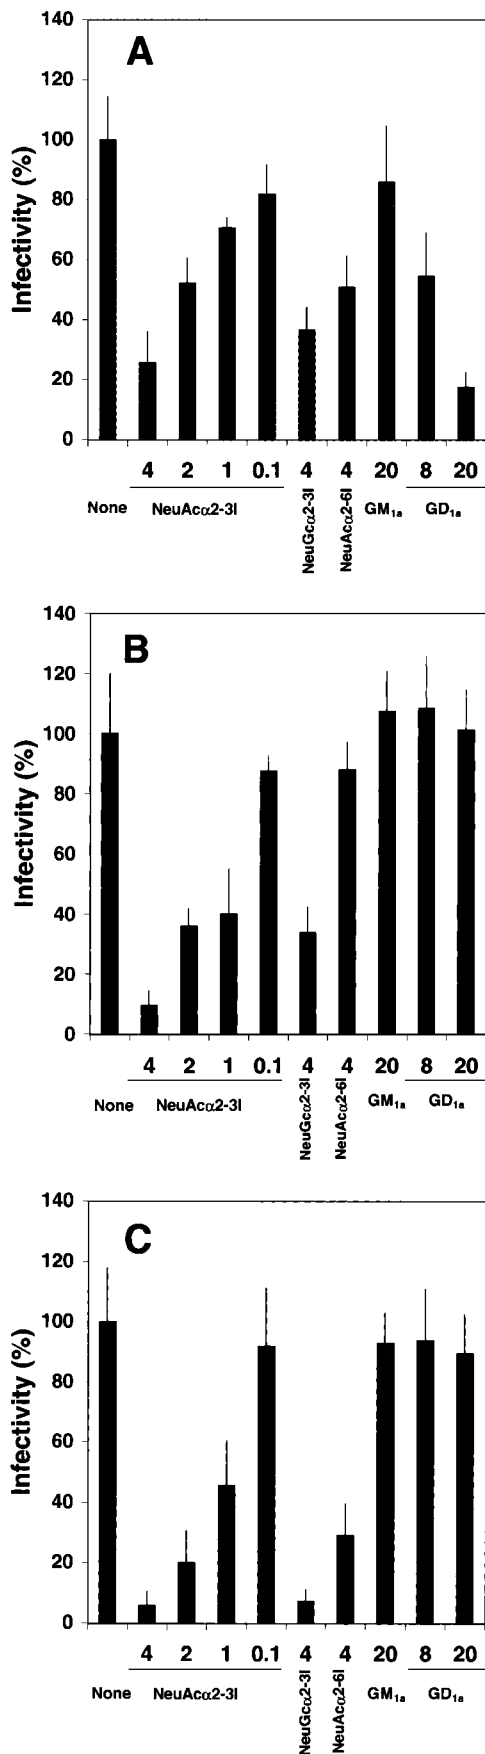 A
Infectivity (%)
140
120
100
80
60
40
20
0
4 2 1 0.1 4 4 20 8 20
None NeuAcα2-3I NeuGcα2-3I NeuAcα2-6I GM1a GD1a
B
Infectivity (%)
140
120
100
80
60
40
20
0
4 2 1 0.1 4 4 20 8 20
None NeuAcα2-3I NeuGcα2-3I NeuAcα2-6I GM1a GD1a
C
Infectivity (%)
140
120
100
80
60
40
20
0
4 2 1 0.1 4 4 20 8 20
None NeuAcα2-3I NeuGcα2-3I NeuAcα2-6I GM1a GD1a